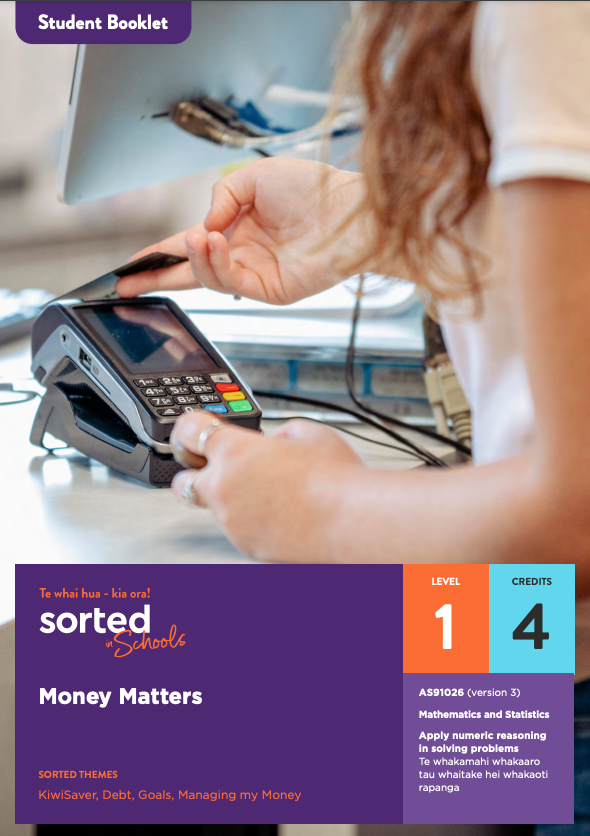 Student Booklet
Te whai hua - kia ora!
sorted
in Schools
Money Matters
SORTED THEMES
KiwiSaver, Debt, Goals, Managing my Money
LEVEL
1
CREDITS
4
AS91026 (version 3)
Mathematics and Statistics
Apply numeric reasoning
in solving problems
Te whakamahi whakaaro
tau whaitake hei whakaoti
rapanga